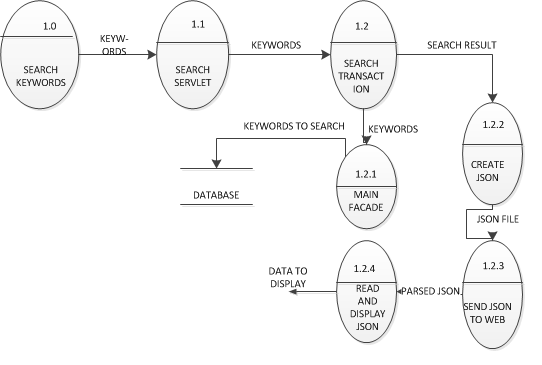 1.0
SEARCH
KEYWORDS
KEYW-
ORDS
1.1
SEARCH
SERVLET
KEYWORDS
1.2
SEARCH
TRANSACT
ION
SEARCH RESULT
KEYWORDS TO SEARCH
KEYWORDS
DATABASE
1.2.1
MAIN
FACADE
1.2.2
CREATE
JSON
JSON FILE
1.2.3
SEND JSON
TO WEB
PARSED JSON
1.2.4
READ
AND
DISPLAY
JSON
DATA TO
DISPLAY